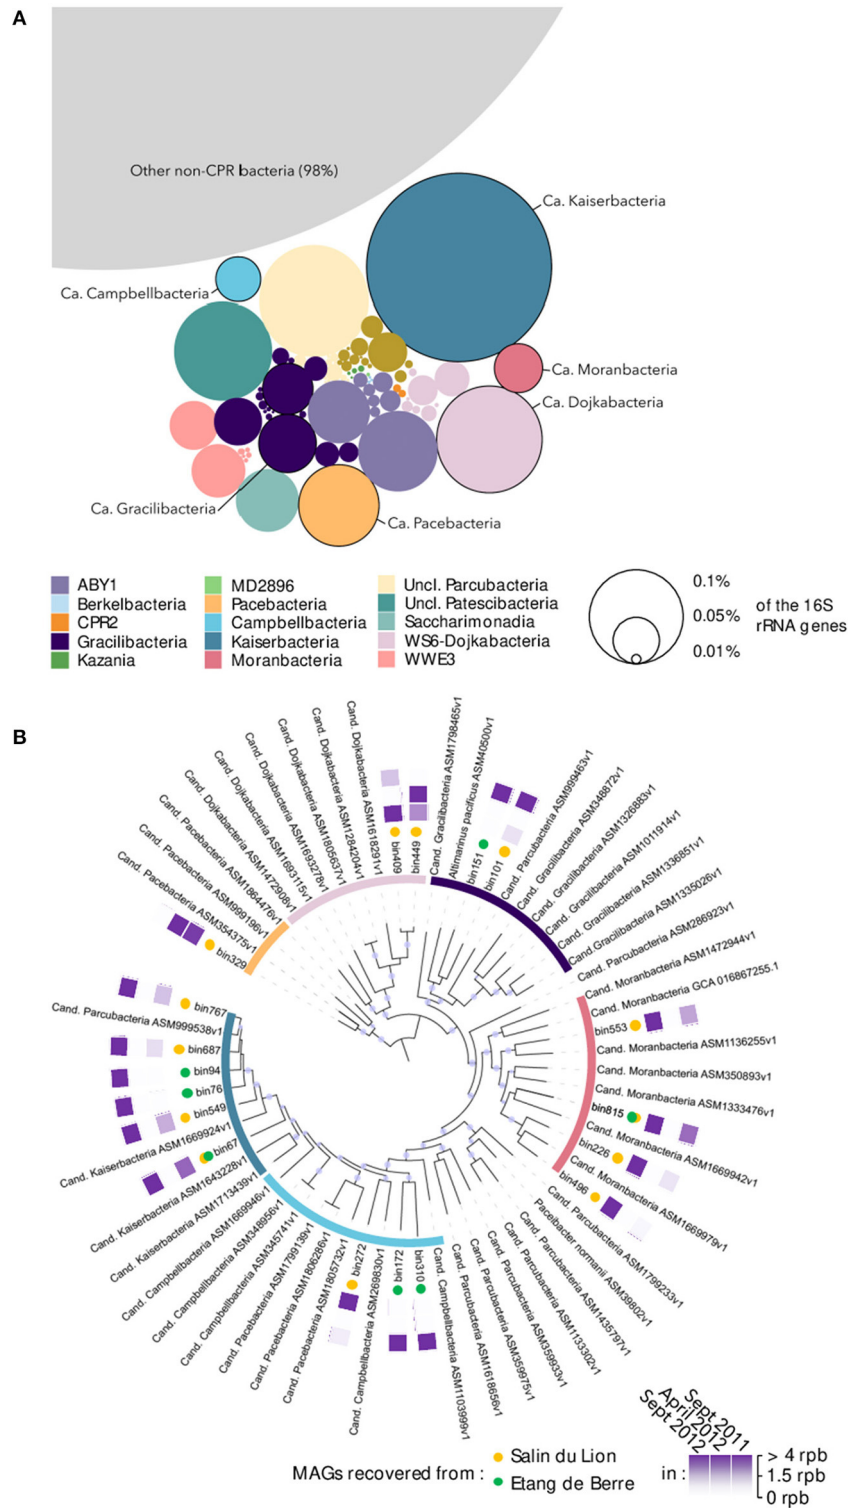 A
Other non-CPR bacteria (98%)
Ca. Kaiserbacteria
Ca. Campbellbacteria
Ca. Moranbacteria
Ca. Dojkabacteria
Ca. Gracilibacteria
Ca. Pacebacteria
ABY1
Berkelbacteria
CPR2
Gracilibacteria
Kazania
MD2896
Pacebacteria
Campbellbacteria
Kaiserbacteria
Moranbacteria
Uncl. Parcubacteria
Uncl. Patescibacteria
Saccharimonadia
WS6-Dojkabacteria
WWE3
0.1%
0.05%
0.01%
of the 16S
rRNA genes
B
bin329
Cand. Pacebacteria ASM354375v1
Cand. Pacebacteria ASM999196v1
Cand. Pacebacteria ASM1864476v1
Cand. Dojkabacteria ASM1472906v1
Cand. Dojkabacteria ASM1693115v1
Cand. Dojkabacteria ASM1693278v1
Cand. Dojkabacteria ASM1805637v1
Cand. Dojkabacteria ASM1284204v1
Cand. Dojkabacteria ASM1618291v1
bin409
bin449
Cand. Gracilibacteria ASM1798465v1
Altimarinus pacificus ASM40500v1
bin151
bin101
Cand. Parcubacteria ASM999463v1
Cand. Gracilibacteria ASM348872v1
Cand. Gracilibacteria ASM1326883v1
Cand. Gracilibacteria ASM1011914v1
Cand. Gracilibacteria ASM1336851v1
Cand.Gracilibacteria ASM1335026v1
Cand. Parcubacteria ASM286923v1
Cand. Moranbacteria ASM1472944v1
Cand. Moranbacteria GCA 016867255.1
bin553
Cand. Moranbacteria ASM1136255v1
Cand. Moranbacteria ASM350893v1
Cand. Moranbacteria ASM1333476v1
bin815
Cand. Moranbacteria ASM1669942v1
bin226
Cand. Moranbacteria ASM1669979v1
bin496
Cand. Parcubacteria ASM1799233v1
Paceibacter normanii ASM39802v1
Cand. Parcubacteria ASM1435797v1
Cand. Parcubacteria ASM1133302v1
Cand. Parcubacteria ASM359933v1
Cand. Parcubacteria ASM359975v1
Cand. Parcubacteria ASM1618656v1
Cand. Campbellbacteria ASM1103999v1
bin310
bin172
Cand. Campbellbacteria ASM269830v1
bin272
Cand. Pacebacteria ASM1805732v1
Cand. Pacebacteria ASM1806286v1
Cand. Pacebacteria ASM1799139v1
Cand. Campbellbacteria ASM345741v1
Cand. Campbellbacteria ASM348956v1
Cand. Campbellbacteria ASM1669946v1
Cand. Kaiserbacteria ASM1713439v1
Cand. Kaiserbacteria ASM1643228v1
bin67
Cand. Kaiserbacteria ASM1669924v1
bin549
bin76
bin94
bin687
Cand. Parcubacteria ASM999538v1
bin767
MAGs recovered from :
Salin du Lion
Etang de Berre
in :
Sept 2012
April 2012
Sept 2011
> 4 rpb
1.5 rpb
0 rpb